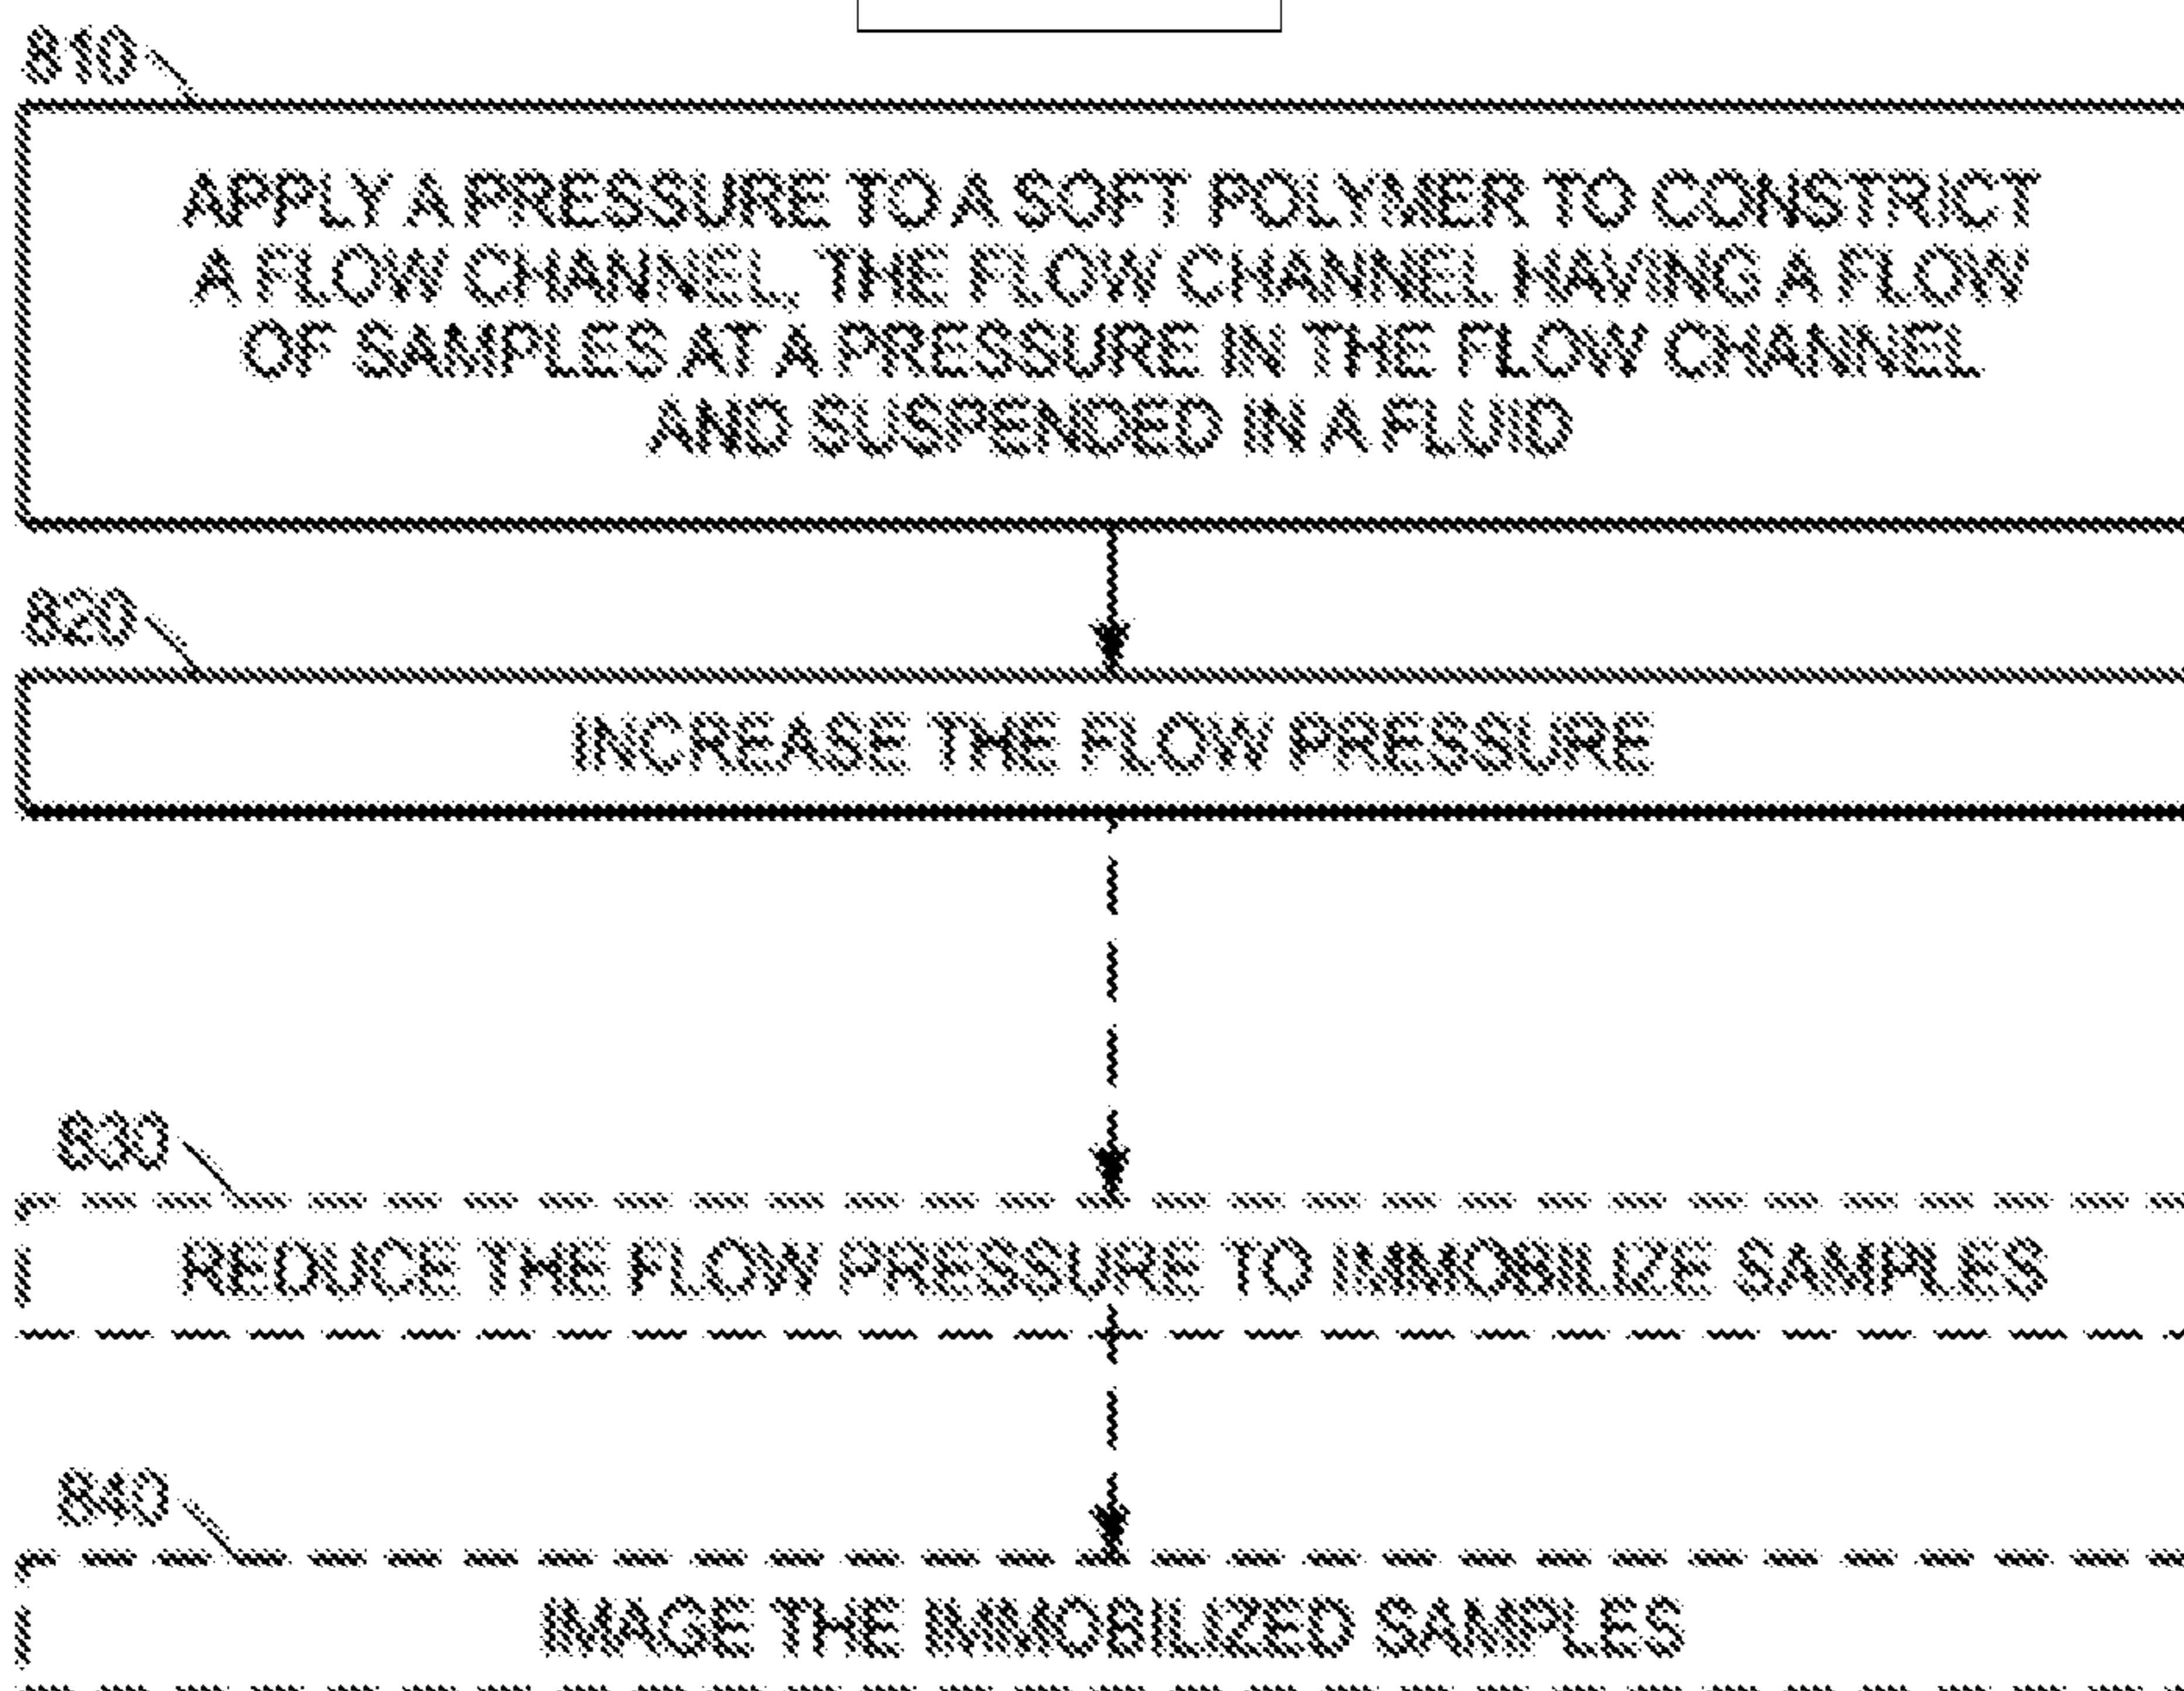 810
APPLY A PRESSURE TO A SOFT POLYMER TO CONSTRICT
A FLOW CHANNEL, THE FLOW CHANNEL HAVING A FLOW
OF SAMPLES AT A PRESSURE IN THE FLOW CHANNEL
AND SUSPENDED IN A FLUID
820
INCREASE THE FLOW PRESSURE
830
REDUCE THE FLOW PRESSURE TO IMMOBILIZE SAMPLES
840
IMAGE THE IMMOBILIZED SAMPLES